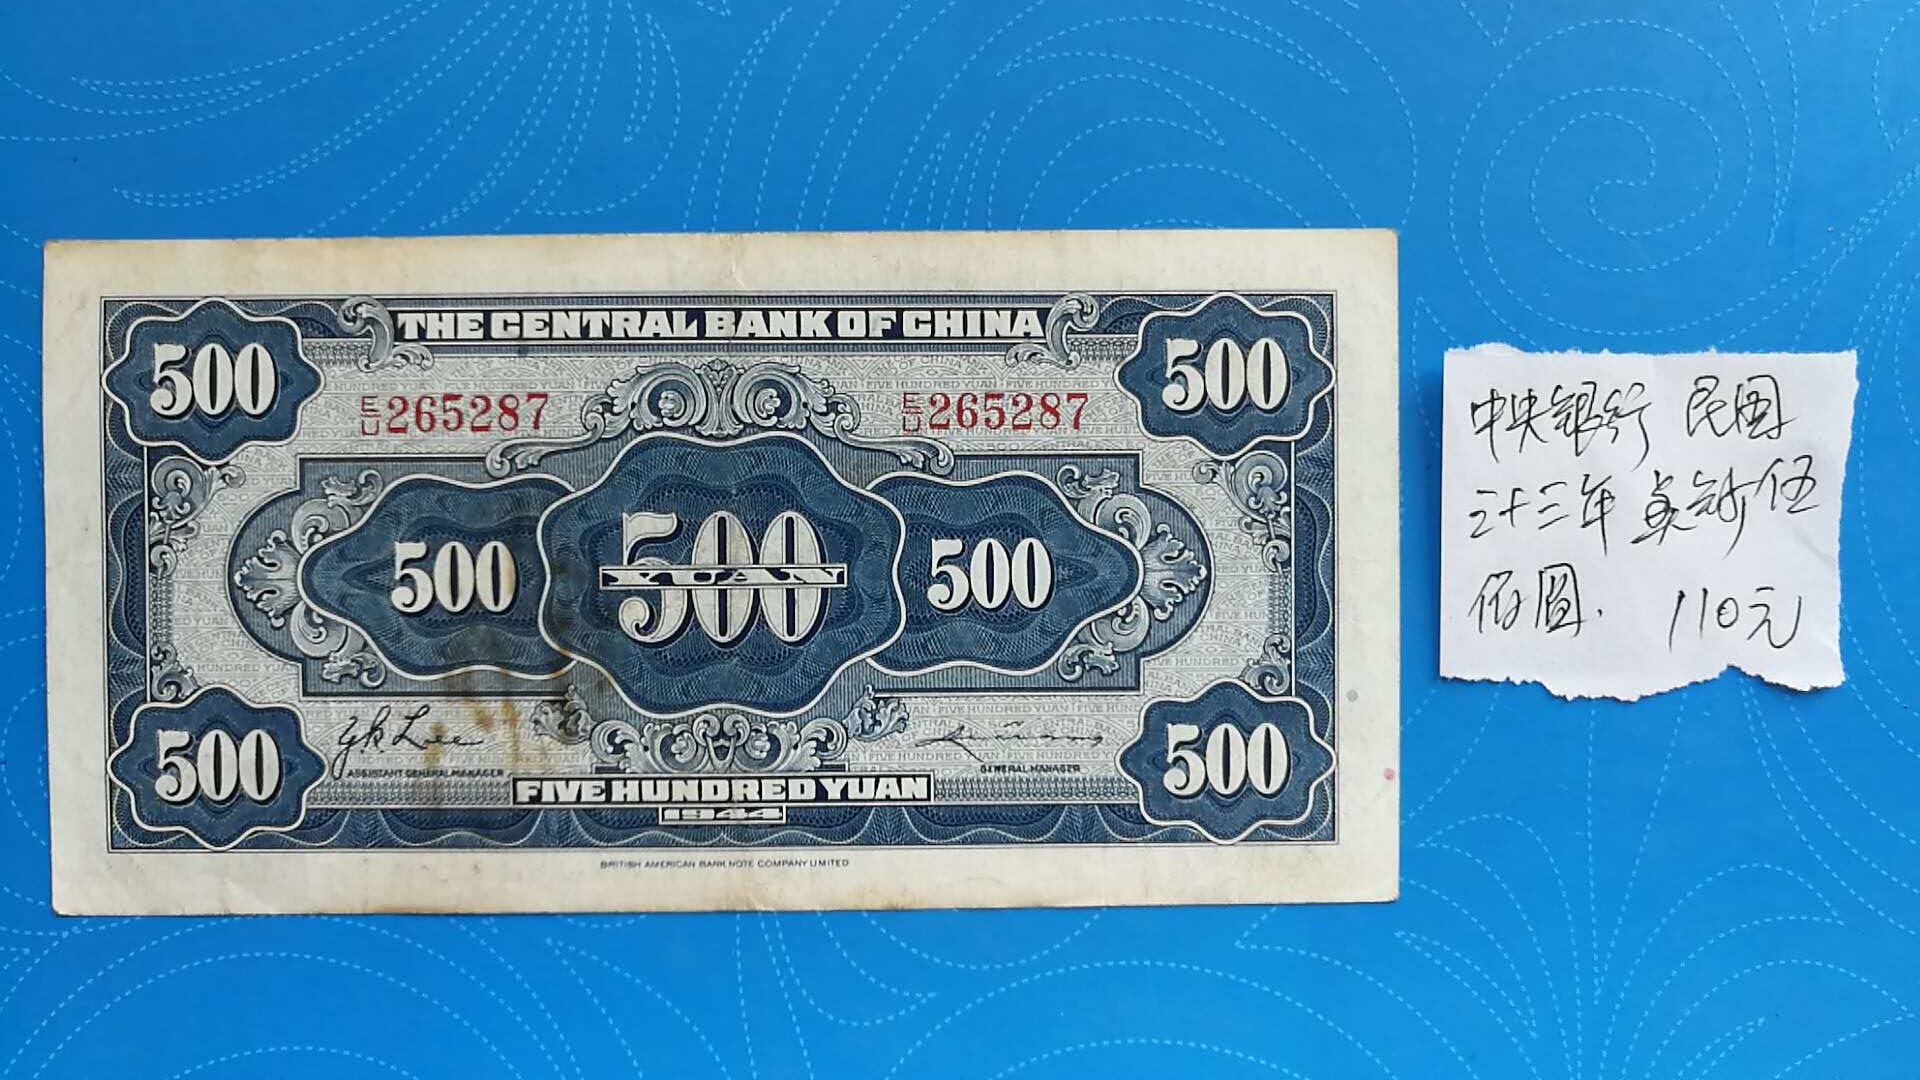 THE CENTRAL BANK OF CHINA
500
500
E/U 265287
E/U 265287
500
500
YUAN
500
500
500
ASSISTANT GENERAL MANAGER
GENERAL MANAGER
FIVE HUNDRED YUAN
1944
BRITISH AMERICAN BANK NOTE COMPANY LIMITED
中央银行 民国
三十三年 真钞伍
佰圆. 110元